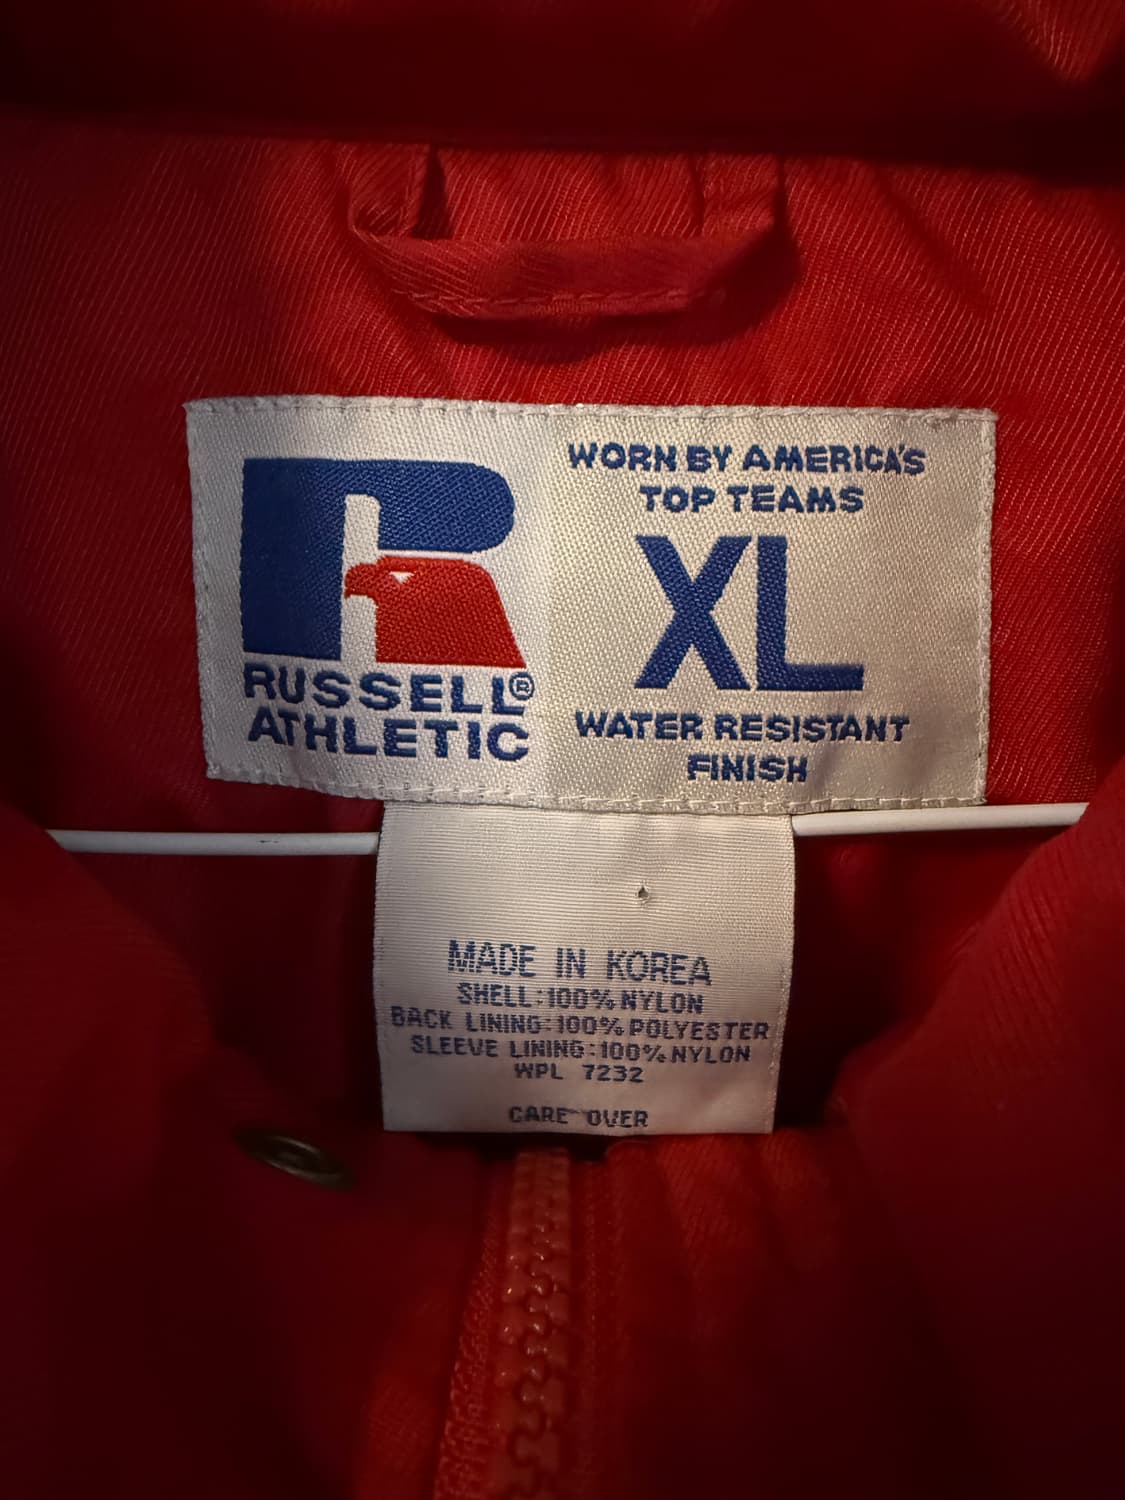 WORN BY AMERICA'S
TOP TEAMS
XL
WATER RESISTANT
FINISH
RUSSELL®
ATHLETIC
MADE IN KOREA
SHELL:100% NYLON
BACK LINING:100% POLYESTER
SLEEVE LINING:100% NYLON
WPL 7232
CARE OVER